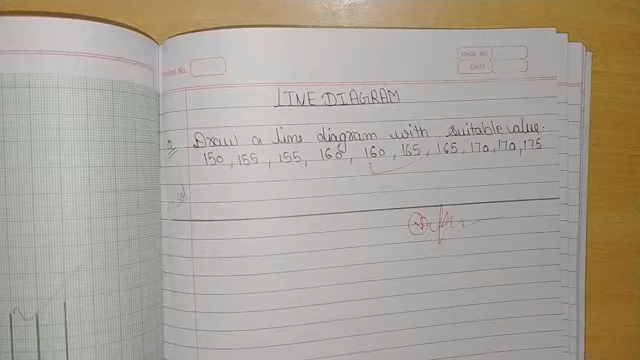 PAGE NO
DATE
LINE DIAGRAM
Draw a line diagram with suitable value.
150, 155, 155, 160, 160, 165, 165, 170, 170, 175